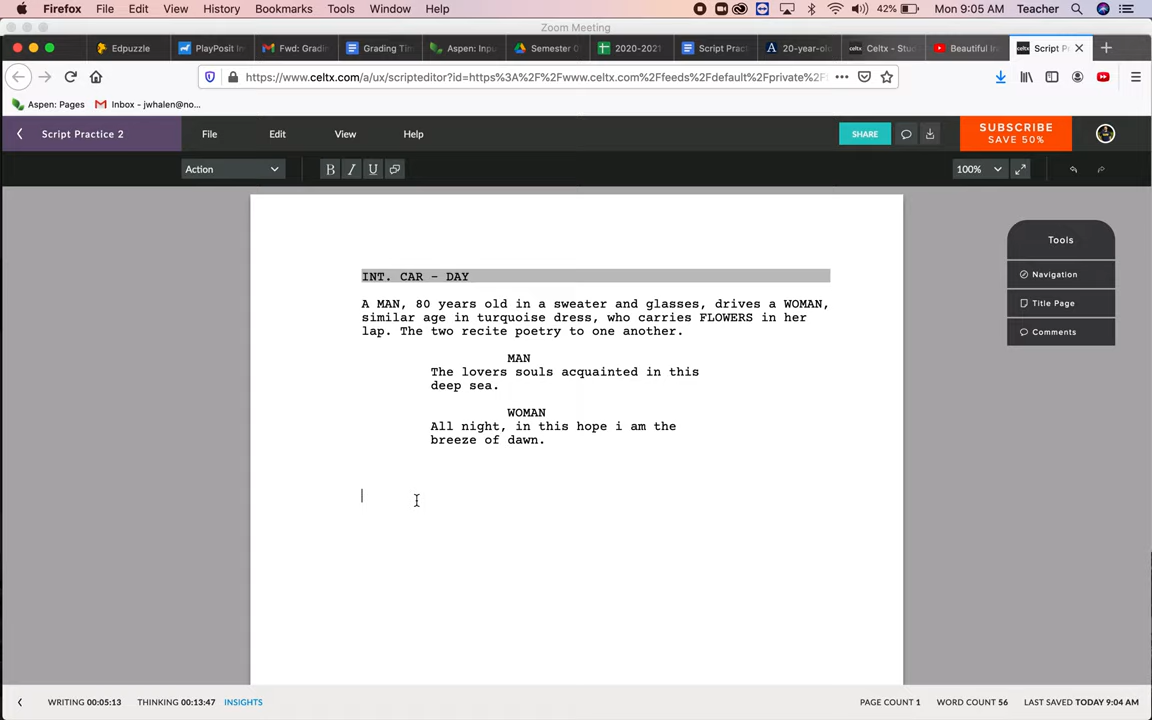 Firefox File Edit View History Bookmarks Tools Window Help 42% Mon 9:05 AM Teacher
Zoom Meeting
Edpuzzle PlayPosit In Fwd: Gradin Grading Tim Aspen: Inpu Semester 0 2020-2021 Script Prac 20-year-ol Celtx - Stu Beautiful In Script P
https://www.celtx.com/a/ux/scripteditor?id=https%3A%2F%2Fwww.celtx.com%2Ffeeds%2Fdefault%2Fprivate%2F
Aspen: Pages Inbox - jwhalen@no...
Script Practice 2 File Edit View Help SHARE SUBSCRIBE
SAVE 50%
Action B I U 100%
Tools
Navigation
Title Page
Comments
INT. CAR - DAY
A MAN, 80 years old in a sweater and glasses, drives a WOMAN,
similar age in turquoise dress, who carries FLOWERS in her
lap. The two recite poetry to one another.
MAN
The lovers souls acquainted in this
deep sea.
WOMAN
All night, in this hope i am the
breeze of dawn.
WRITING 00:05:13 THINKING 00:13:47 INSIGHTS PAGE COUNT 1 WORD COUNT 56 LAST SAVED TODAY 9:04 AM